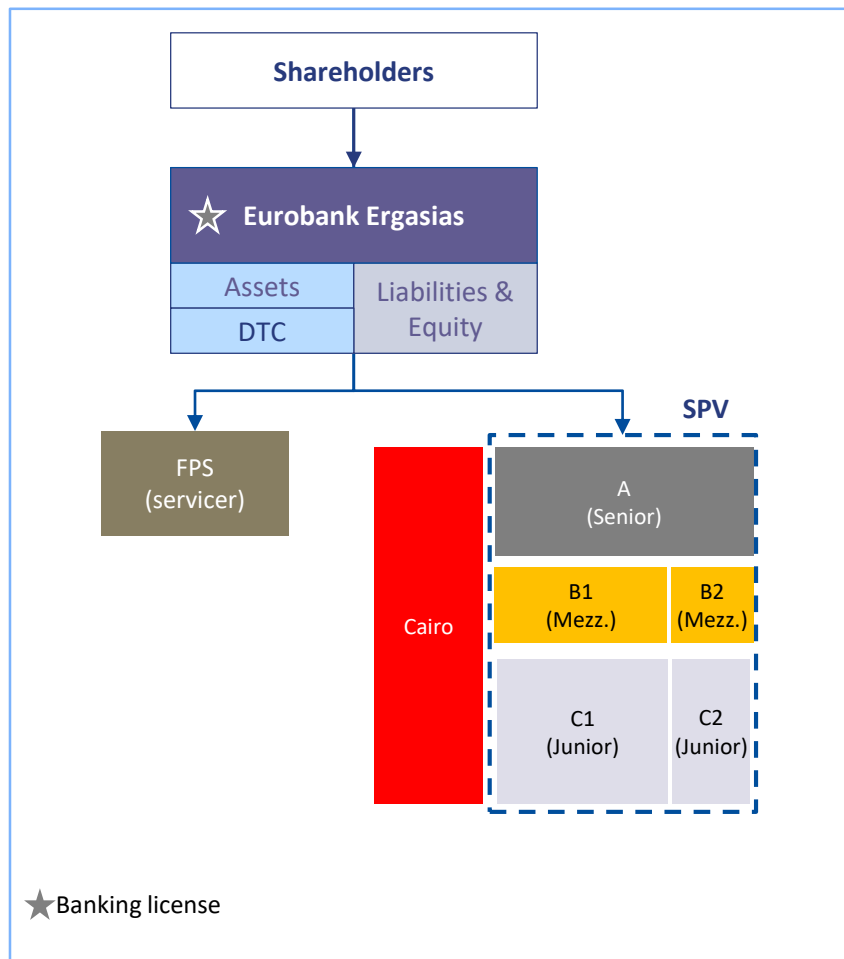 Shareholders
Eurobank Ergasias
Assets
DTC
Liabilities &
Equity
SPV
FPS
(servicer)
Cairo
A
(Senior)
B1
(Mezz.)
B2
(Mezz.)
C1
(Junior)
C2
(Junior)
Banking license